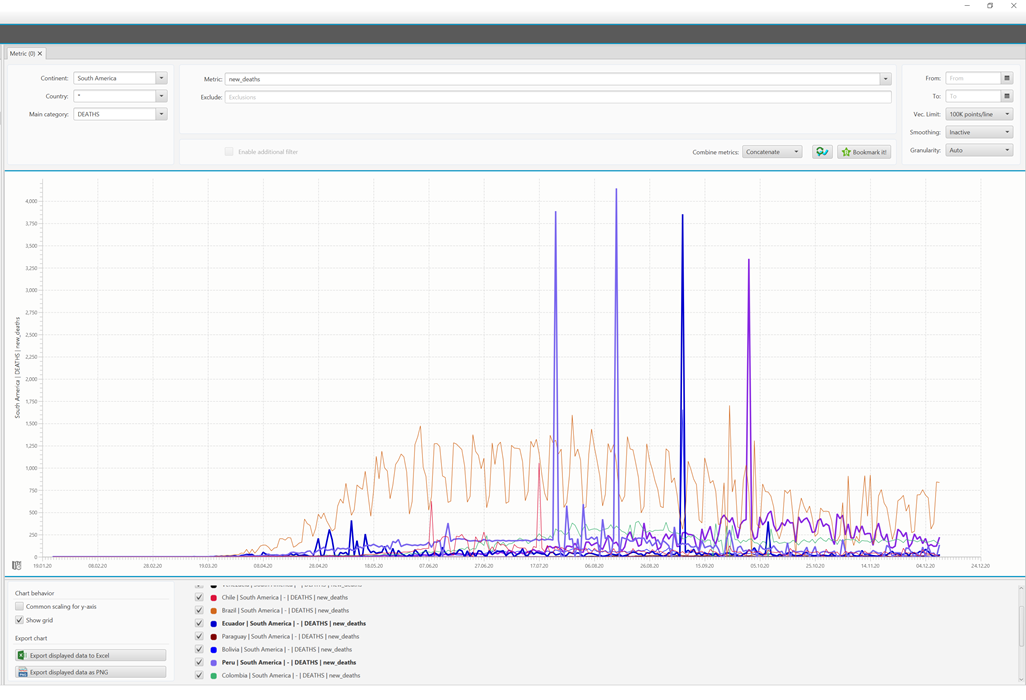 Metric (0)
Continent: South America
Country: *
Main category: DEATHS
Metric: new_deaths
Exclude: Exclusions
Enable additional filter
Combine metrics: Concatenate
Bookmark it!
From: From
To: To
Vec. Limit: 100K points/line
Smoothing: Inactive
Granularity: Auto
South America | DEATHS | new_deaths
4,000
3,750
3,500
3,250
3,000
2,750
2,500
2,250
2,000
1,750
1,500
1,250
1,000
750
500
250
0
19.01.20 08.02.20 28.02.20 19.03.20 08.04.20 28.04.20 18.05.20 07.06.20 27.06.20 17.07.20 06.08.20 26.08.20 15.09.20 05.10.20 25.10.20 14.11.20 04.12.20 24.12.20
Chart behavior
Common scaling for y-axis
Show grid
Export chart
Export displayed data to Excel
Export displayed data as PNG
Chile | South America | - | DEATHS | new_deaths
Brazil | South America | - | DEATHS | new_deaths
Ecuador | South America | - | DEATHS | new_deaths
Paraguay | South America | - | DEATHS | new_deaths
Bolivia | South America | - | DEATHS | new_deaths
Peru | South America | - | DEATHS | new_deaths
Colombia | South America | - | DEATHS | new_deaths